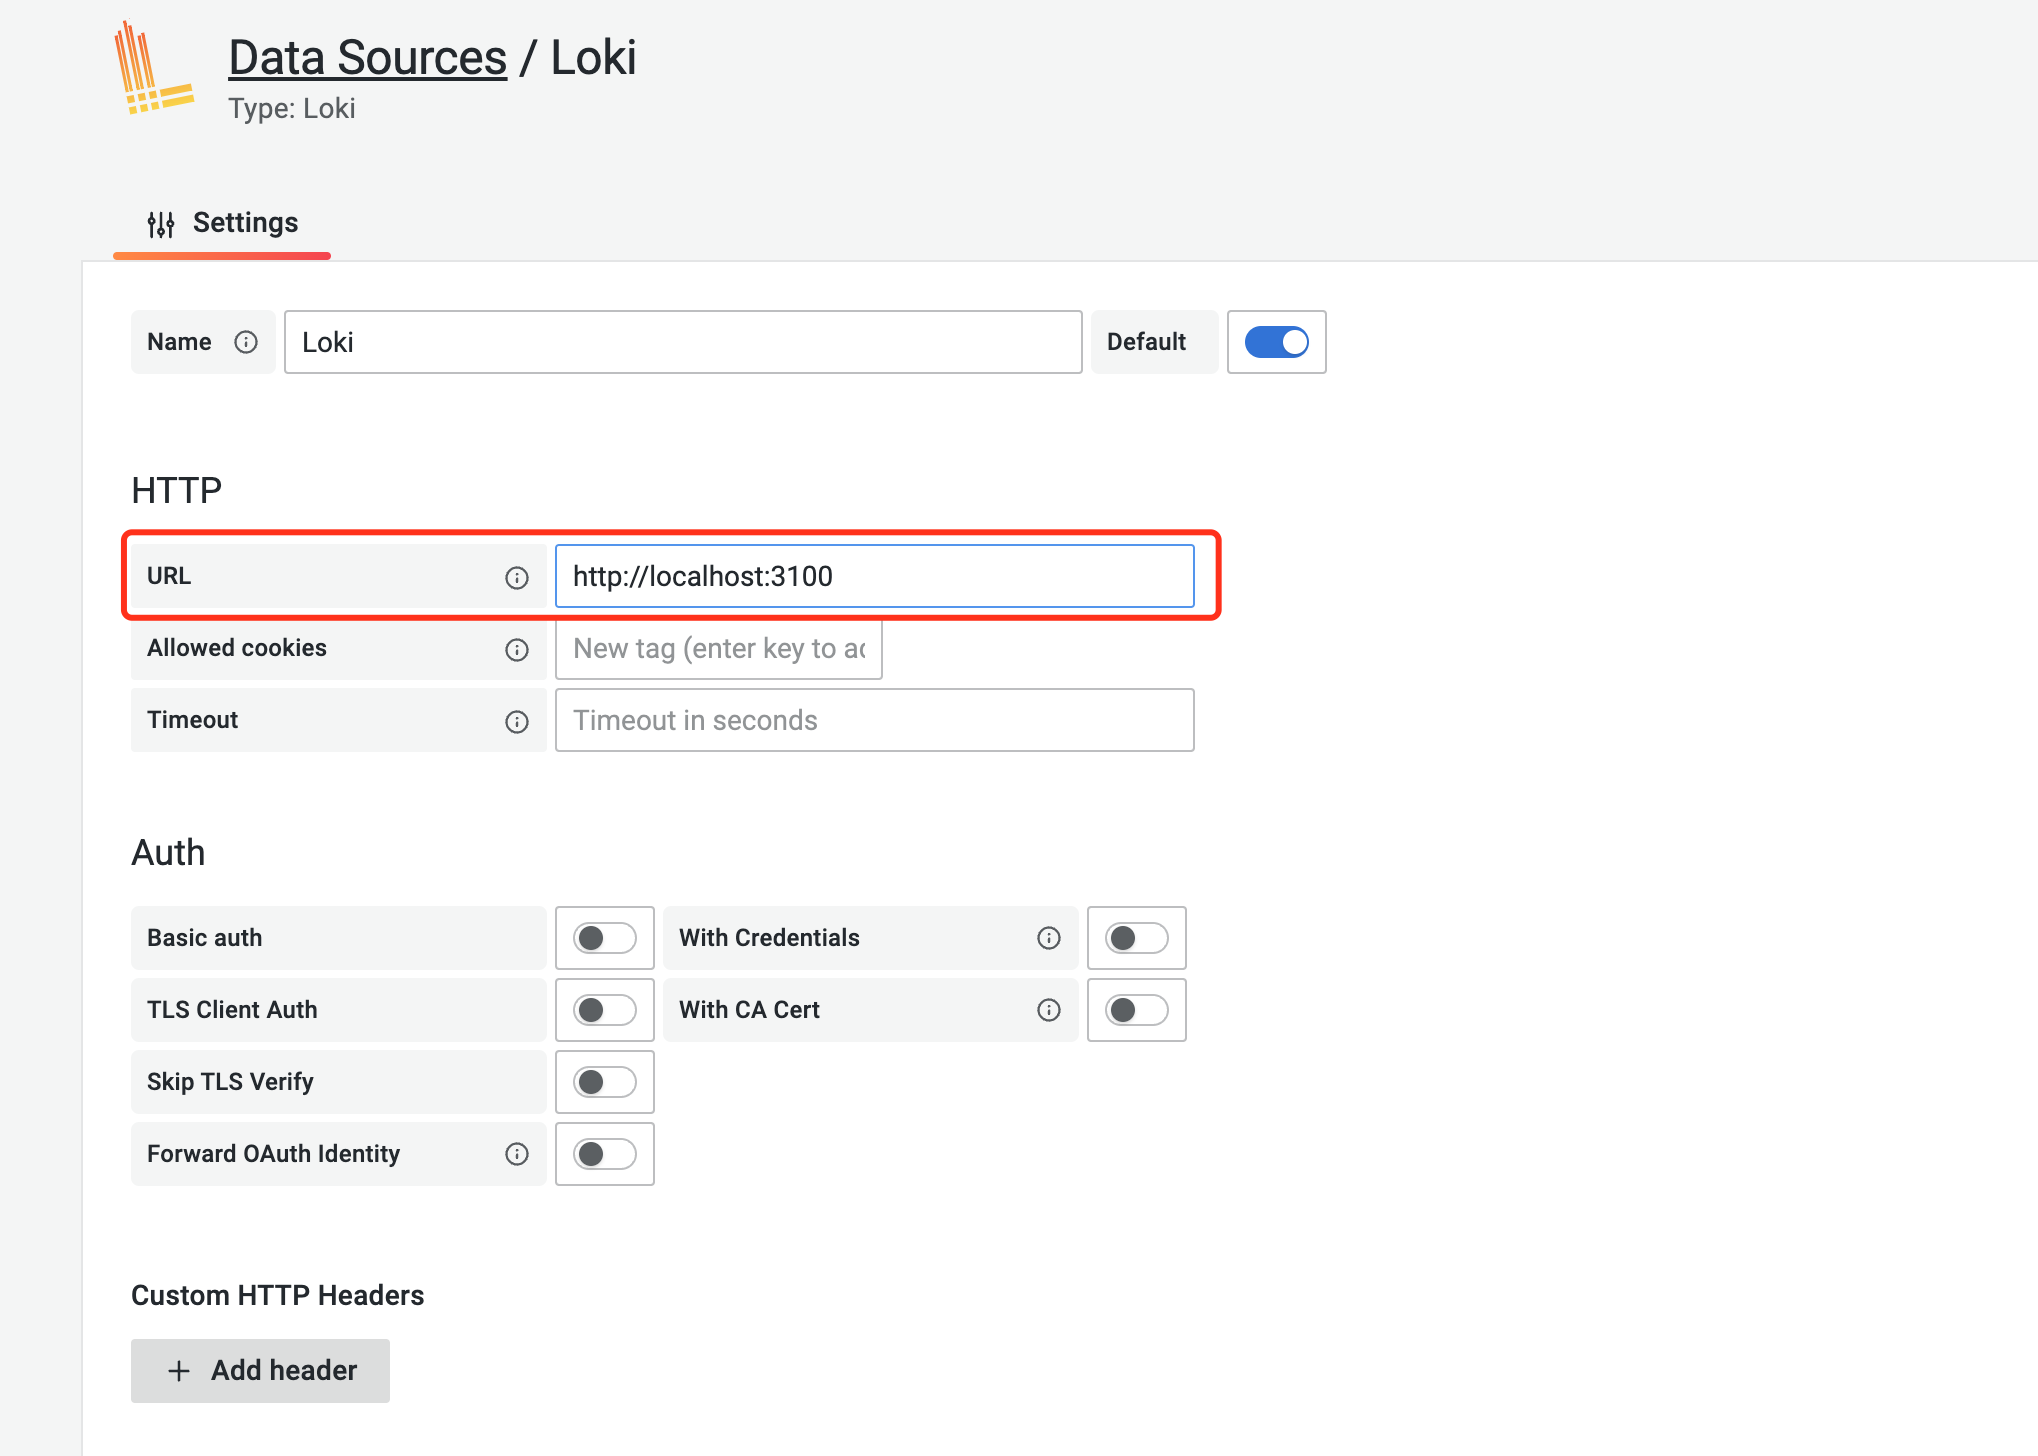 Data Sources / Loki
Type: Loki
Settings
Name
Loki
Default
HTTP
URL
http://localhost:3100
Allowed cookies
New tag (enter key to ac
Timeout
Timeout in seconds
Auth
Basic auth
With Credentials
TLS Client Auth
With CA Cert
Skip TLS Verify
Forward OAuth Identity
Custom HTTP Headers
+ Add header